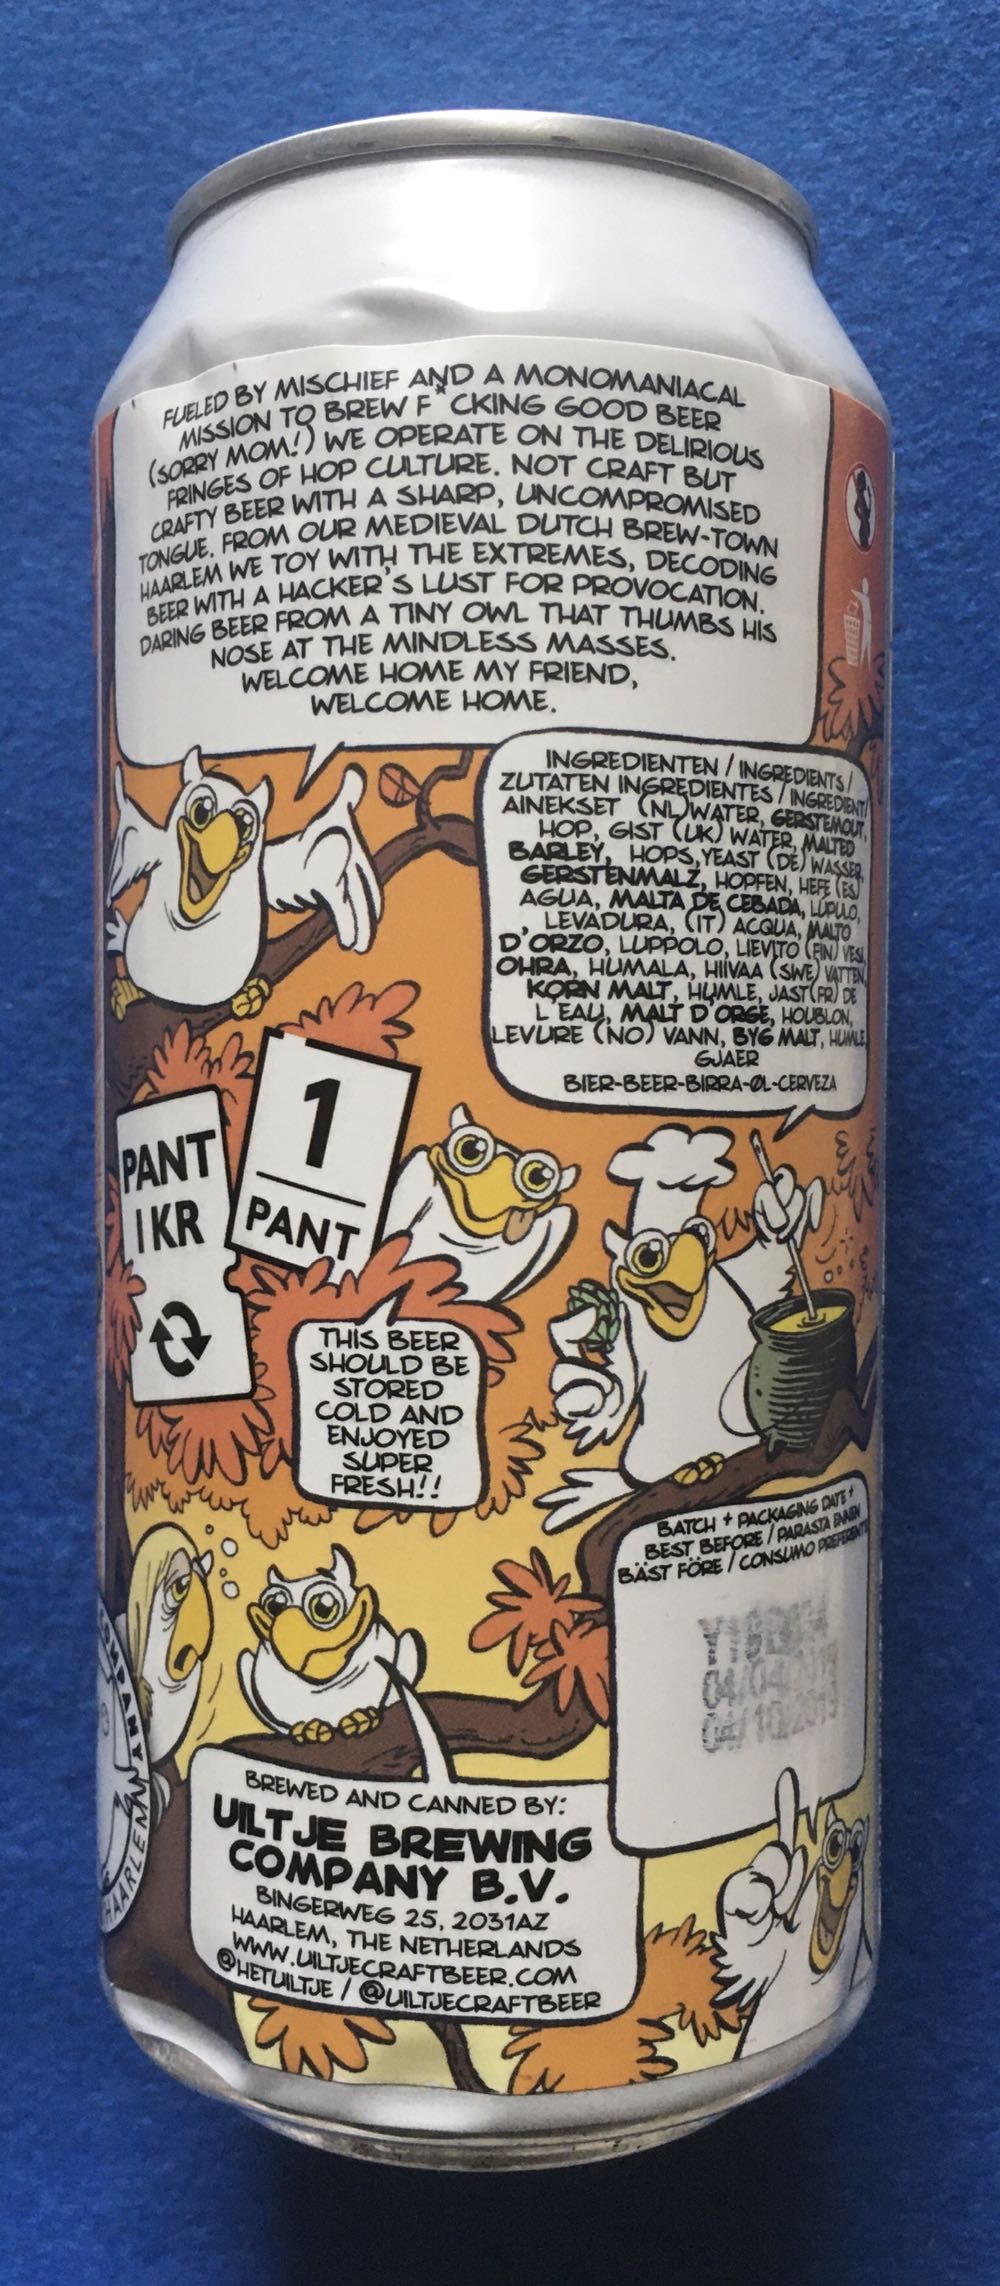 FUELED BY MISCHIEF AND A MONOMANIACAL
MISSION TO BREW F*CKING GOOD BEER
(SORRY MOM!) WE OPERATE ON THE DELIRIOUS
FRINGES OF HOP CULTURE. NOT CRAFT BUT
CRAFTY BEER WITH A SHARP, UNCOMPROMISED
TONGUE. FROM OUR MEDIEVAL DUTCH BREW-TOWN
HAARLEM WE TOY WITH THE EXTREMES, DECODING
BEER WITH A HACKER'S LUST FOR PROVOCATION.
DARING BEER FROM A TINY OWL THAT THUMBS HIS
NOSE AT THE MINDLESS MASSES.
WELCOME HOME MY FRIEND,
WELCOME HOME.
INGREDIENTEN / INGREDIENTS /
ZUTATEN INGREDIENTES / INGREDIENTI
AINEKSET (NL) WATER, GERSTEMOUT,
HOP, GIST (UK) WATER, MALTED
BARLEY, HOPS, YEAST (DE) WASSER,
GERSTENMALZ, HOPFEN, HEFE (ES)
AGUA, MALTA DE CEBADA, LUPULO,
, LEVADURA, (IT) ACQUA, MALTO
D'ORZO, LUPPOLO, LIEVITO (FIN) VESI,
OHRA, HUMALA, HIIVAA (SWE) VATTEN,
KORN MALT, HUMLE, JAST (FR) DE
L'EAU, MALT D'ORGE, HOUBLON,
LEVURE (NO) VANN, BYG MALT, HUMLE,
GJAER
BIER-BEER-BIRRA-ØL-CERVEZA
PANT
1 KR
1
PANT
THIS BEER
SHOULD BE
STORED
COLD AND
ENJOYED
SUPER
FRESH!!
BATCH + PACKAGING DATE +
BEST BEFORE / PARASTA ENNEN
BÄST FÖRE / CONSUMO PREFERENTE
COMPANY
HAARLEM
BREWED AND CANNED BY:
UILTJE BREWING
COMPANY B.V.
BINGERWEG 25, 2031AZ
HAARLEM, THE NETHERLANDS
WWW.UILTJECRAFTBEER.COM
@HETUILTJE / @UILTJECRAFTBEER